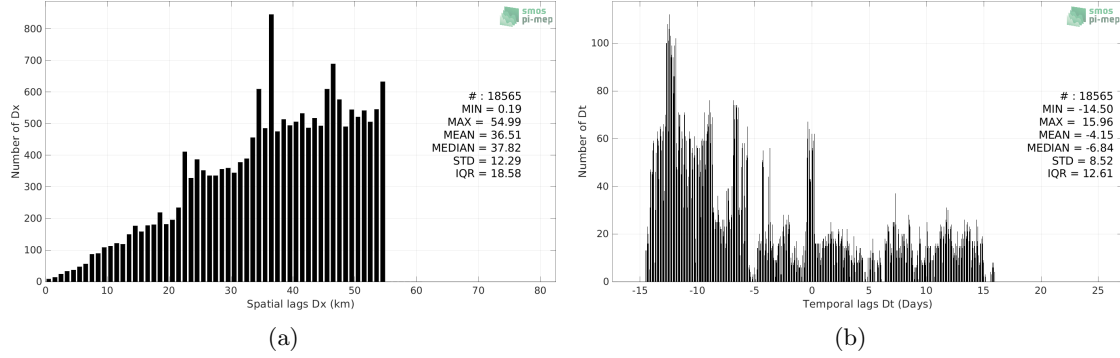 smos
pi-mep
Number of Dx
800
700
600
500
400
300
200
100
0
# : 18565
MIN = 0.19
MAX = 54.99
MEAN = 36.51
MEDIAN = 37.82
STD = 12.29
IQR = 18.58
0 10 20 30 40 50 60 70 80
Spatial lags Dx (km)
(a)
smos
pi-mep
Number of Dt
100
80
60
40
20
0
# : 18565
MIN = -14.50
MAX = 15.96
MEAN = -4.15
MEDIAN = -6.84
STD = 8.52
IQR = 12.61
-15 -10 -5 0 5 10 15 20 25
Temporal lags Dt (Days)
(b)